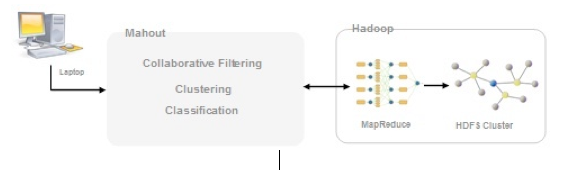 Mahout
Hadoop
Laptop
Collaborative Filtering
Clustering
Classification
MapReduce
HDFS Cluster